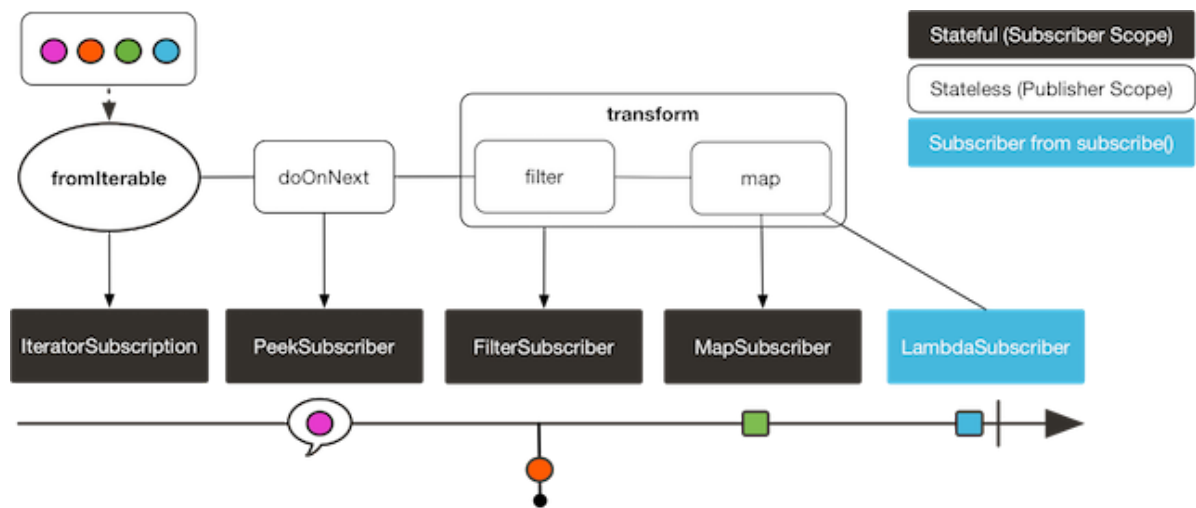 Stateful (Subscriber Scope)
Stateless (Publisher Scope)
Subscriber from subscribe()
transform
fromIterable
doOnNext
filter
map
IteratorSubscription
PeekSubscriber
FilterSubscriber
MapSubscriber
LambdaSubscriber